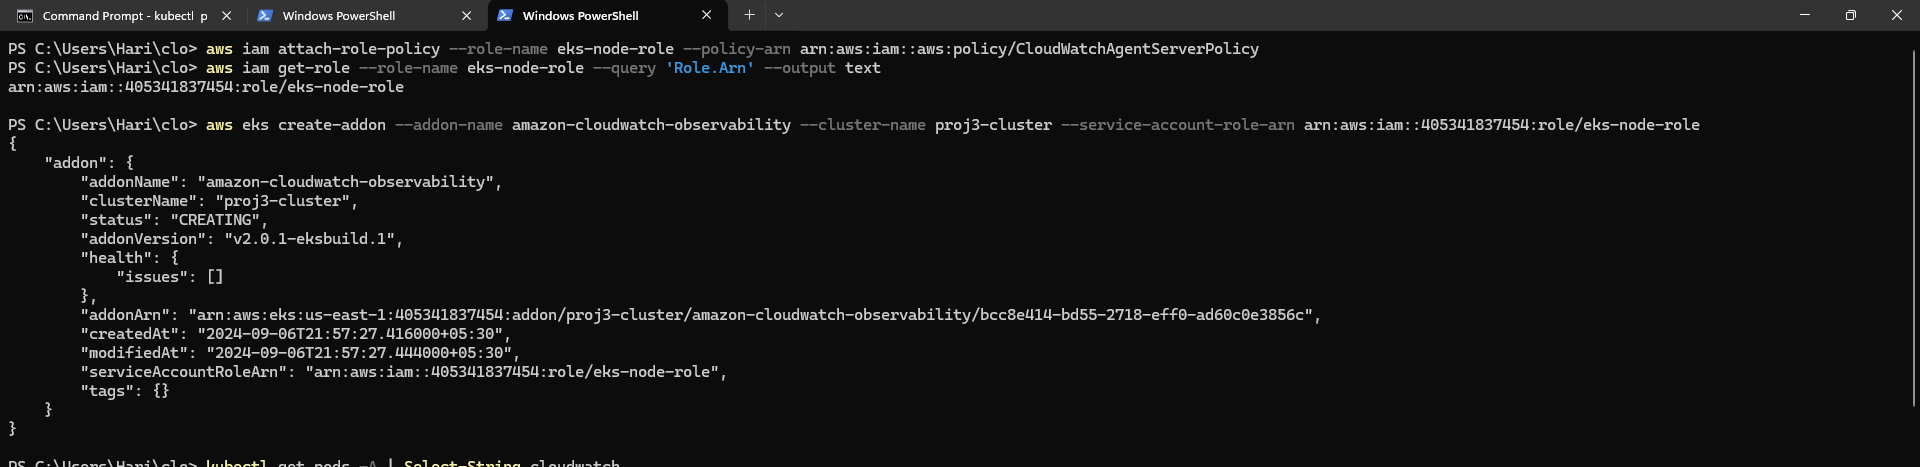 Command Prompt - kubectl p
Windows PowerShell
Windows PowerShell
PS C:\Users\Hari\clo> aws iam attach-role-policy --role-name eks-node-role --policy-arn arn:aws:iam::aws:policy/CloudWatchAgentServerPolicy
PS C:\Users\Hari\clo> aws iam get-role --role-name eks-node-role --query 'Role.Arn' --output text
arn:aws:iam::405341837454:role/eks-node-role
PS C:\Users\Hari\clo> aws eks create-addon --addon-name amazon-cloudwatch-observability --cluster-name proj3-cluster --service-account-role-arn arn:aws:iam::405341837454:role/eks-node-role
{
    "addon": {
        "addonName": "amazon-cloudwatch-observability",
        "clusterName": "proj3-cluster",
        "status": "CREATING",
        "addonVersion": "v2.0.1-eksbuild.1",
        "health": {
            "issues": []
        },
        "addonArn": "arn:aws:eks:us-east-1:405341837454:addon/proj3-cluster/amazon-cloudwatch-observability/bcc8e414-bd55-2718-eff0-ad60c0e3856c",
        "createdAt": "2024-09-06T21:57:27.416000+05:30",
        "modifiedAt": "2024-09-06T21:57:27.444000+05:30",
        "serviceAccountRoleArn": "arn:aws:iam::405341837454:role/eks-node-role",
        "tags": {}
    }
}
PS C:\Users\Hari\clo> kubectl get pods -A | Select-String cloudwatch